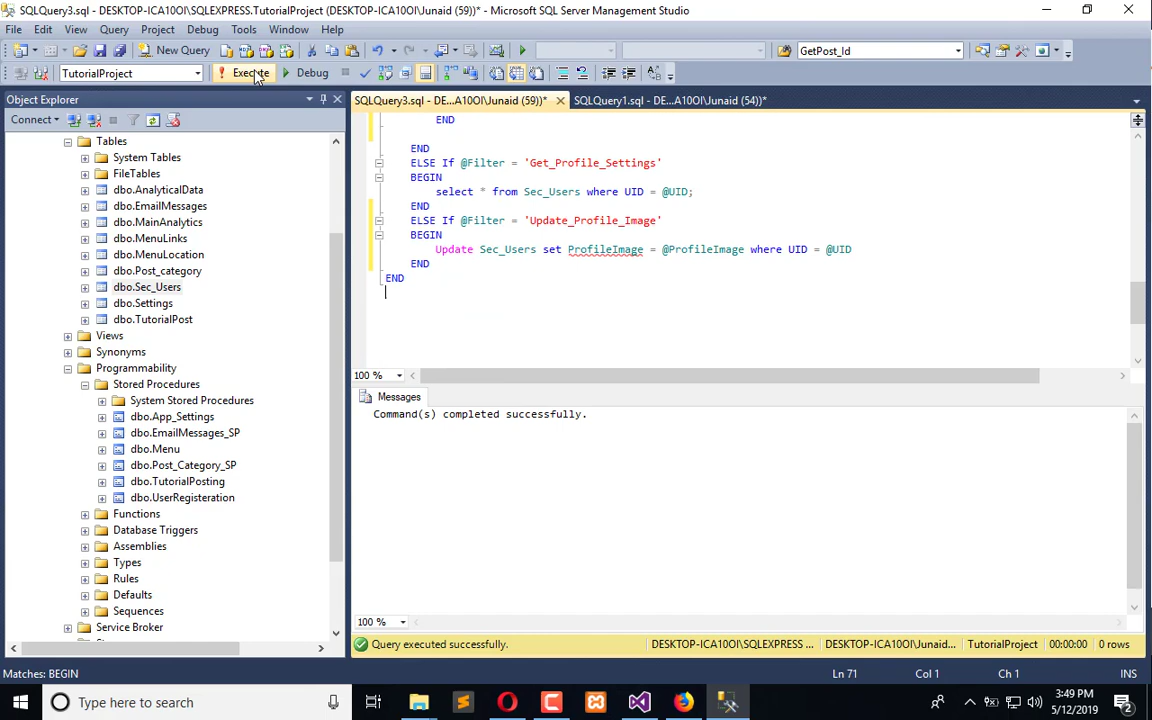 SQLQuery3.sql - DESKTOP-ICA10OI\SQLEXPRESS.TutorialProject (DESKTOP-ICA10OI\Junaid (59))* - Microsoft SQL Server Management Studio
File Edit View Query Project Debug Tools Window Help
New Query GetPost_Id
TutorialProject Execute Debug
Object Explorer
SQLQuery3.sql - DE...A10OI\Junaid (59))* SQLQuery1.sql - DE...A10OI\Junaid (54))*
Connect
Tables
System Tables
FileTables
dbo.AnalyticalData
dbo.EmailMessages
dbo.MainAnalytics
dbo.MenuLinks
dbo.MenuLocation
dbo.Post_category
dbo.Sec_Users
dbo.Settings
dbo.TutorialPost
Views
Synonyms
Programmability
Stored Procedures
System Stored Procedures
dbo.App_Settings
dbo.EmailMessages_SP
dbo.Menu
dbo.Post_Category_SP
dbo.TutorialPosting
dbo.UserRegisteration
Functions
Database Triggers
Assemblies
Types
Rules
Defaults
Sequences
Service Broker
END
END
ELSE If @Filter = 'Get_Profile_Settings'
BEGIN
select * from Sec_Users where UID = @UID;
END
ELSE If @Filter = 'Update_Profile_Image'
BEGIN
Update Sec_Users set ProfileImage = @ProfileImage where UID = @UID
END
END
100 %
Messages
Command(s) completed successfully.
100 %
Query executed successfully. DESKTOP-ICA10OI\SQLEXPRESS ... DESKTOP-ICA10OI\Junaid... TutorialProject 00:00:00 0 rows
Matches: BEGIN Ln 71 Col 1 Ch 1 INS
Type here to search
3:49 PM
5/12/2019
2